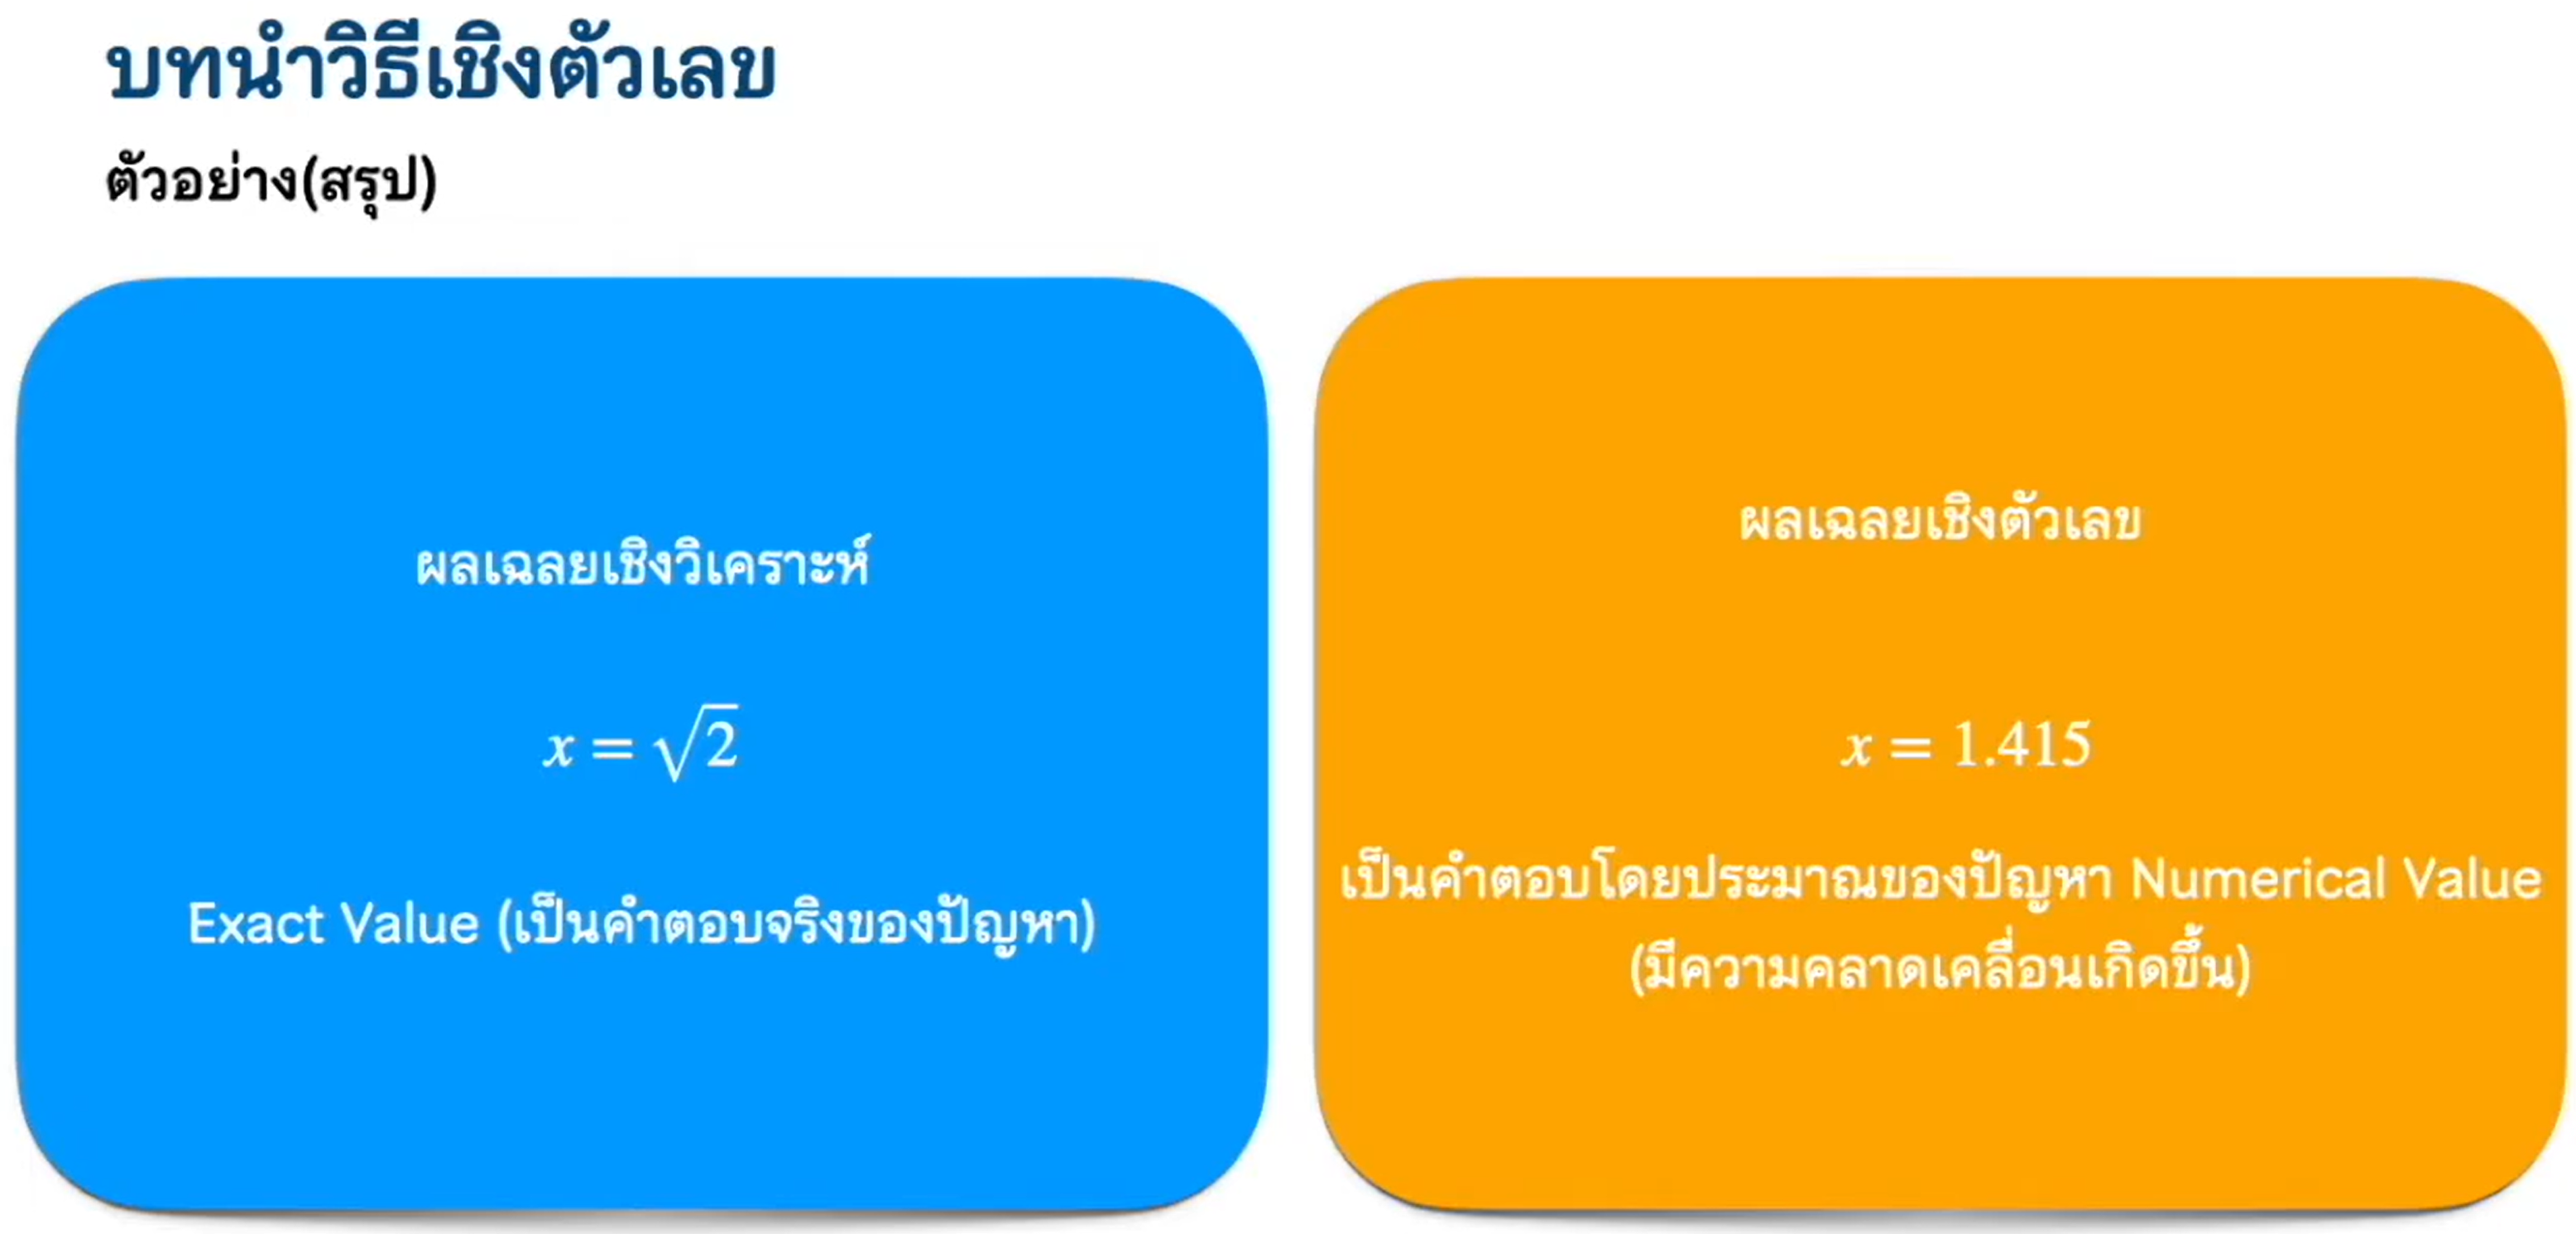 บทนำวิธีเชิงตัวเลข
ตัวอย่าง(สรุป)
ผลเฉลยเชิงวิเคราะห์
x = √2
Exact Value (เป็นคำตอบจริงของปัญหา)
ผลเฉลยเชิงตัวเลข
x = 1.415
เป็นคำตอบโดยประมาณของปัญหา Numerical Value
(มีความคลาดเคลื่อนเกิดขึ้น)